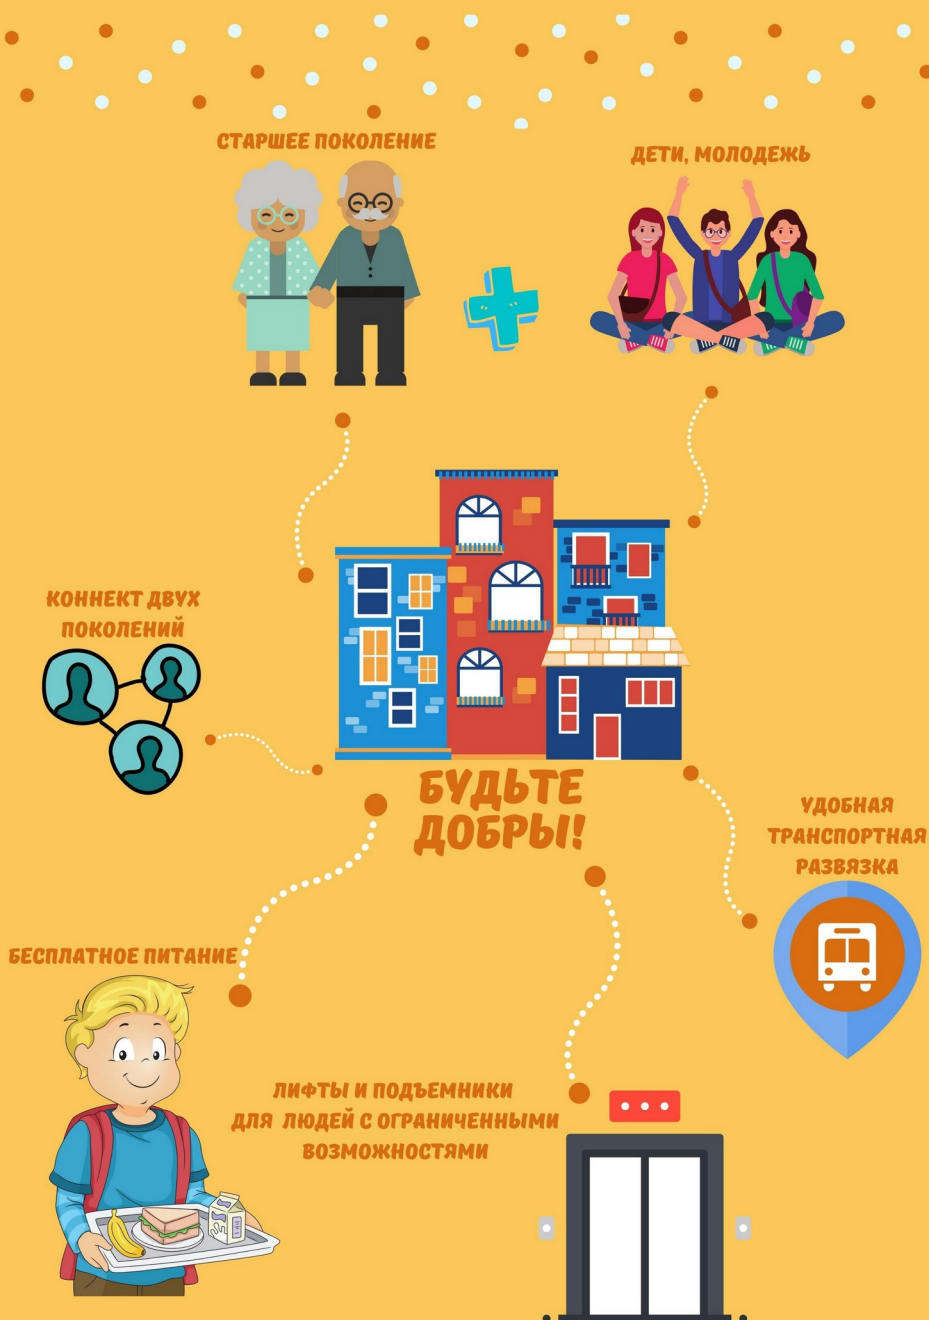 СТАРШЕЕ ПОКОЛЕНИЕ
ДЕТИ, МОЛОДЕЖЬ
КОННЕКТ ДВУХ
ПОКОЛЕНИЙ
БУДЬТЕ
ДОБРЫ!
УДОБНАЯ
ТРАНСПОРТНАЯ
РАЗВЯЗКА
БЕСПЛАТНОЕ ПИТАНИЕ
ЛИФТЫ И ПОДЪЕМНИКИ
ДЛЯ ЛЮДЕЙ С ОГРАНИЧЕННЫМИ
ВОЗМОЖНОСТЯМИ